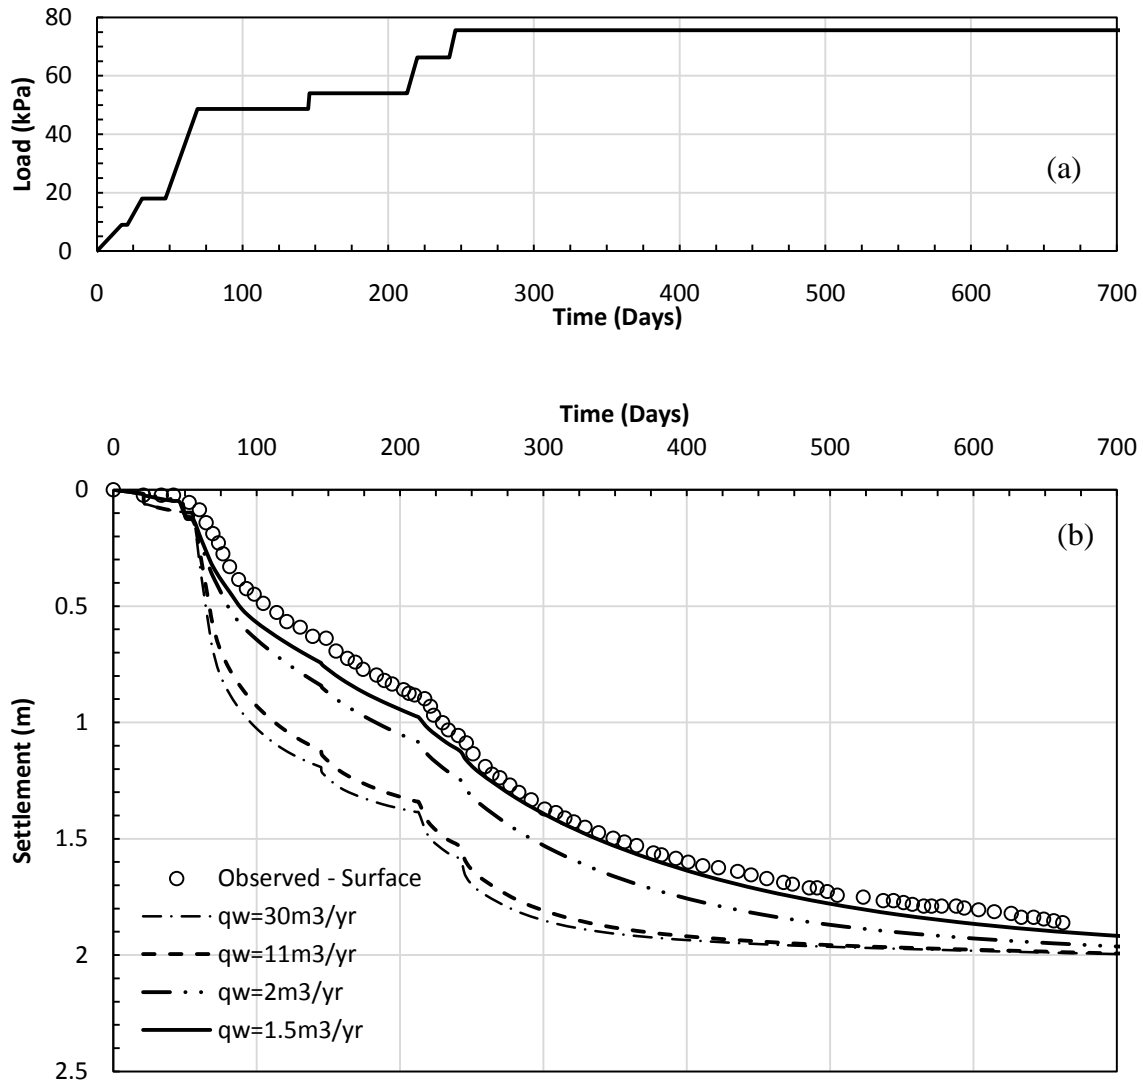 80
60
40
20
0
Load (kPa)
(a)
0 100 200 300 400 500 600 700
Time (Days)
Time (Days)
0 100 200 300 400 500 600 700
0
0.5
1
1.5
2
2.5
Settlement (m)
(b)
Observed - Surface
qw=30m3/yr
qw=11m3/yr
qw=2m3/yr
qw=1.5m3/yr